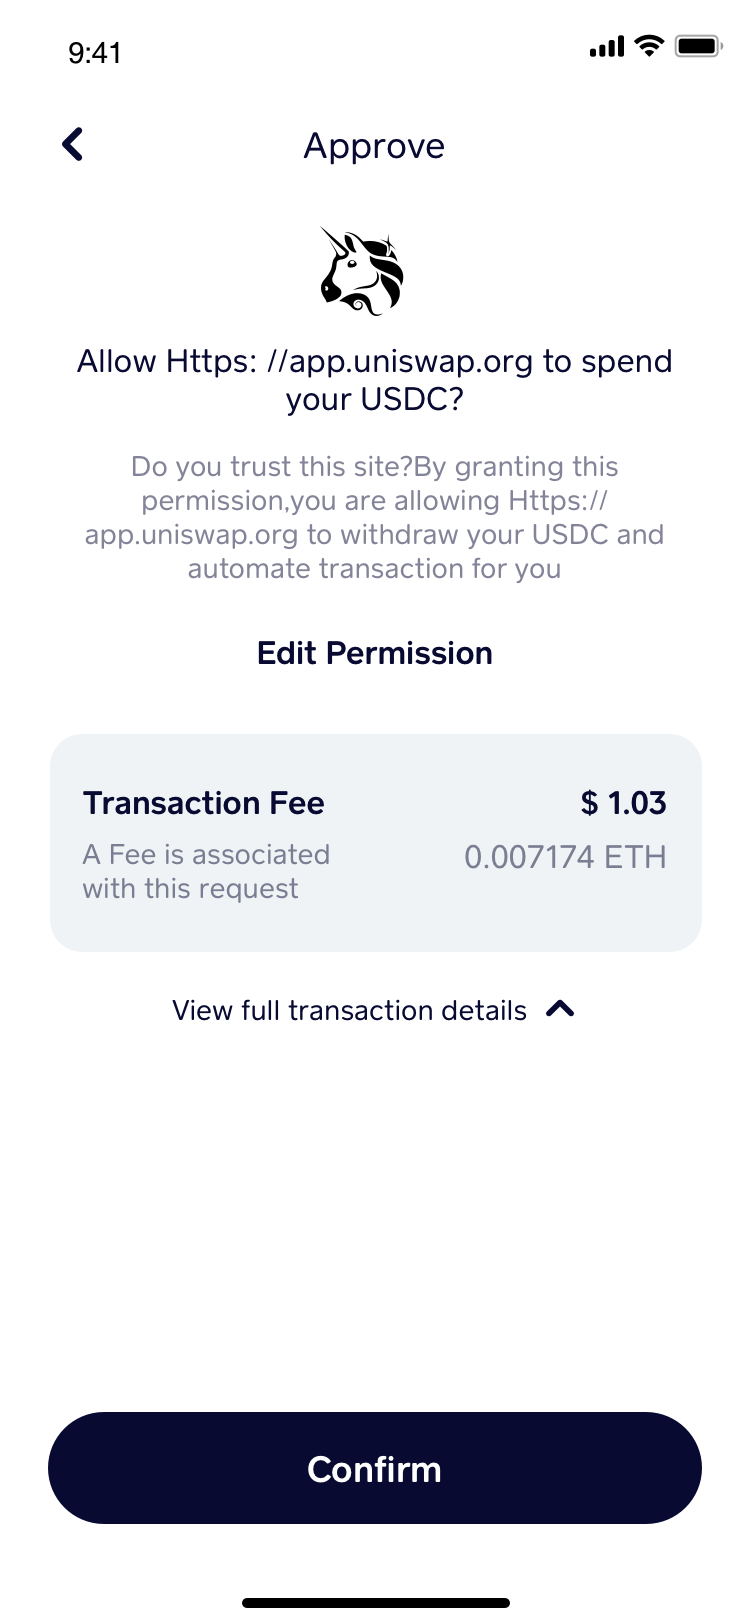 9:41
Approve
Allow Https: //app.uniswap.org to spend
your USDC?
Do you trust this site?By granting this
permission,you are allowing Https://
app.uniswap.org to withdraw your USDC and
automate transaction for you
Edit Permission
Transaction Fee
$ 1.03
A Fee is associated
0.007174 ETH
with this request
View full transaction details
Confirm